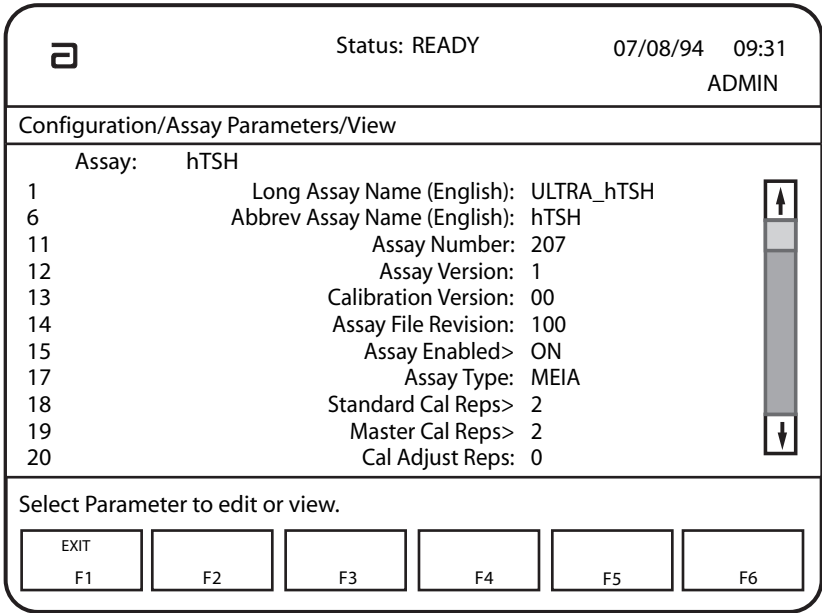 a
Status: READY
07/08/94 09:31
ADMIN
Configuration/Assay Parameters/View
Assay: hTSH
1 Long Assay Name (English): ULTRA_hTSH
6 Abbrev Assay Name (English): hTSH
11 Assay Number: 207
12 Assay Version: 1
13 Calibration Version: 00
14 Assay File Revision: 100
15 Assay Enabled> ON
17 Assay Type: MEIA
18 Standard Cal Reps> 2
19 Master Cal Reps> 2
20 Cal Adjust Reps: 0
Select Parameter to edit or view.
EXIT
F1 F2 F3 F4 F5 F6